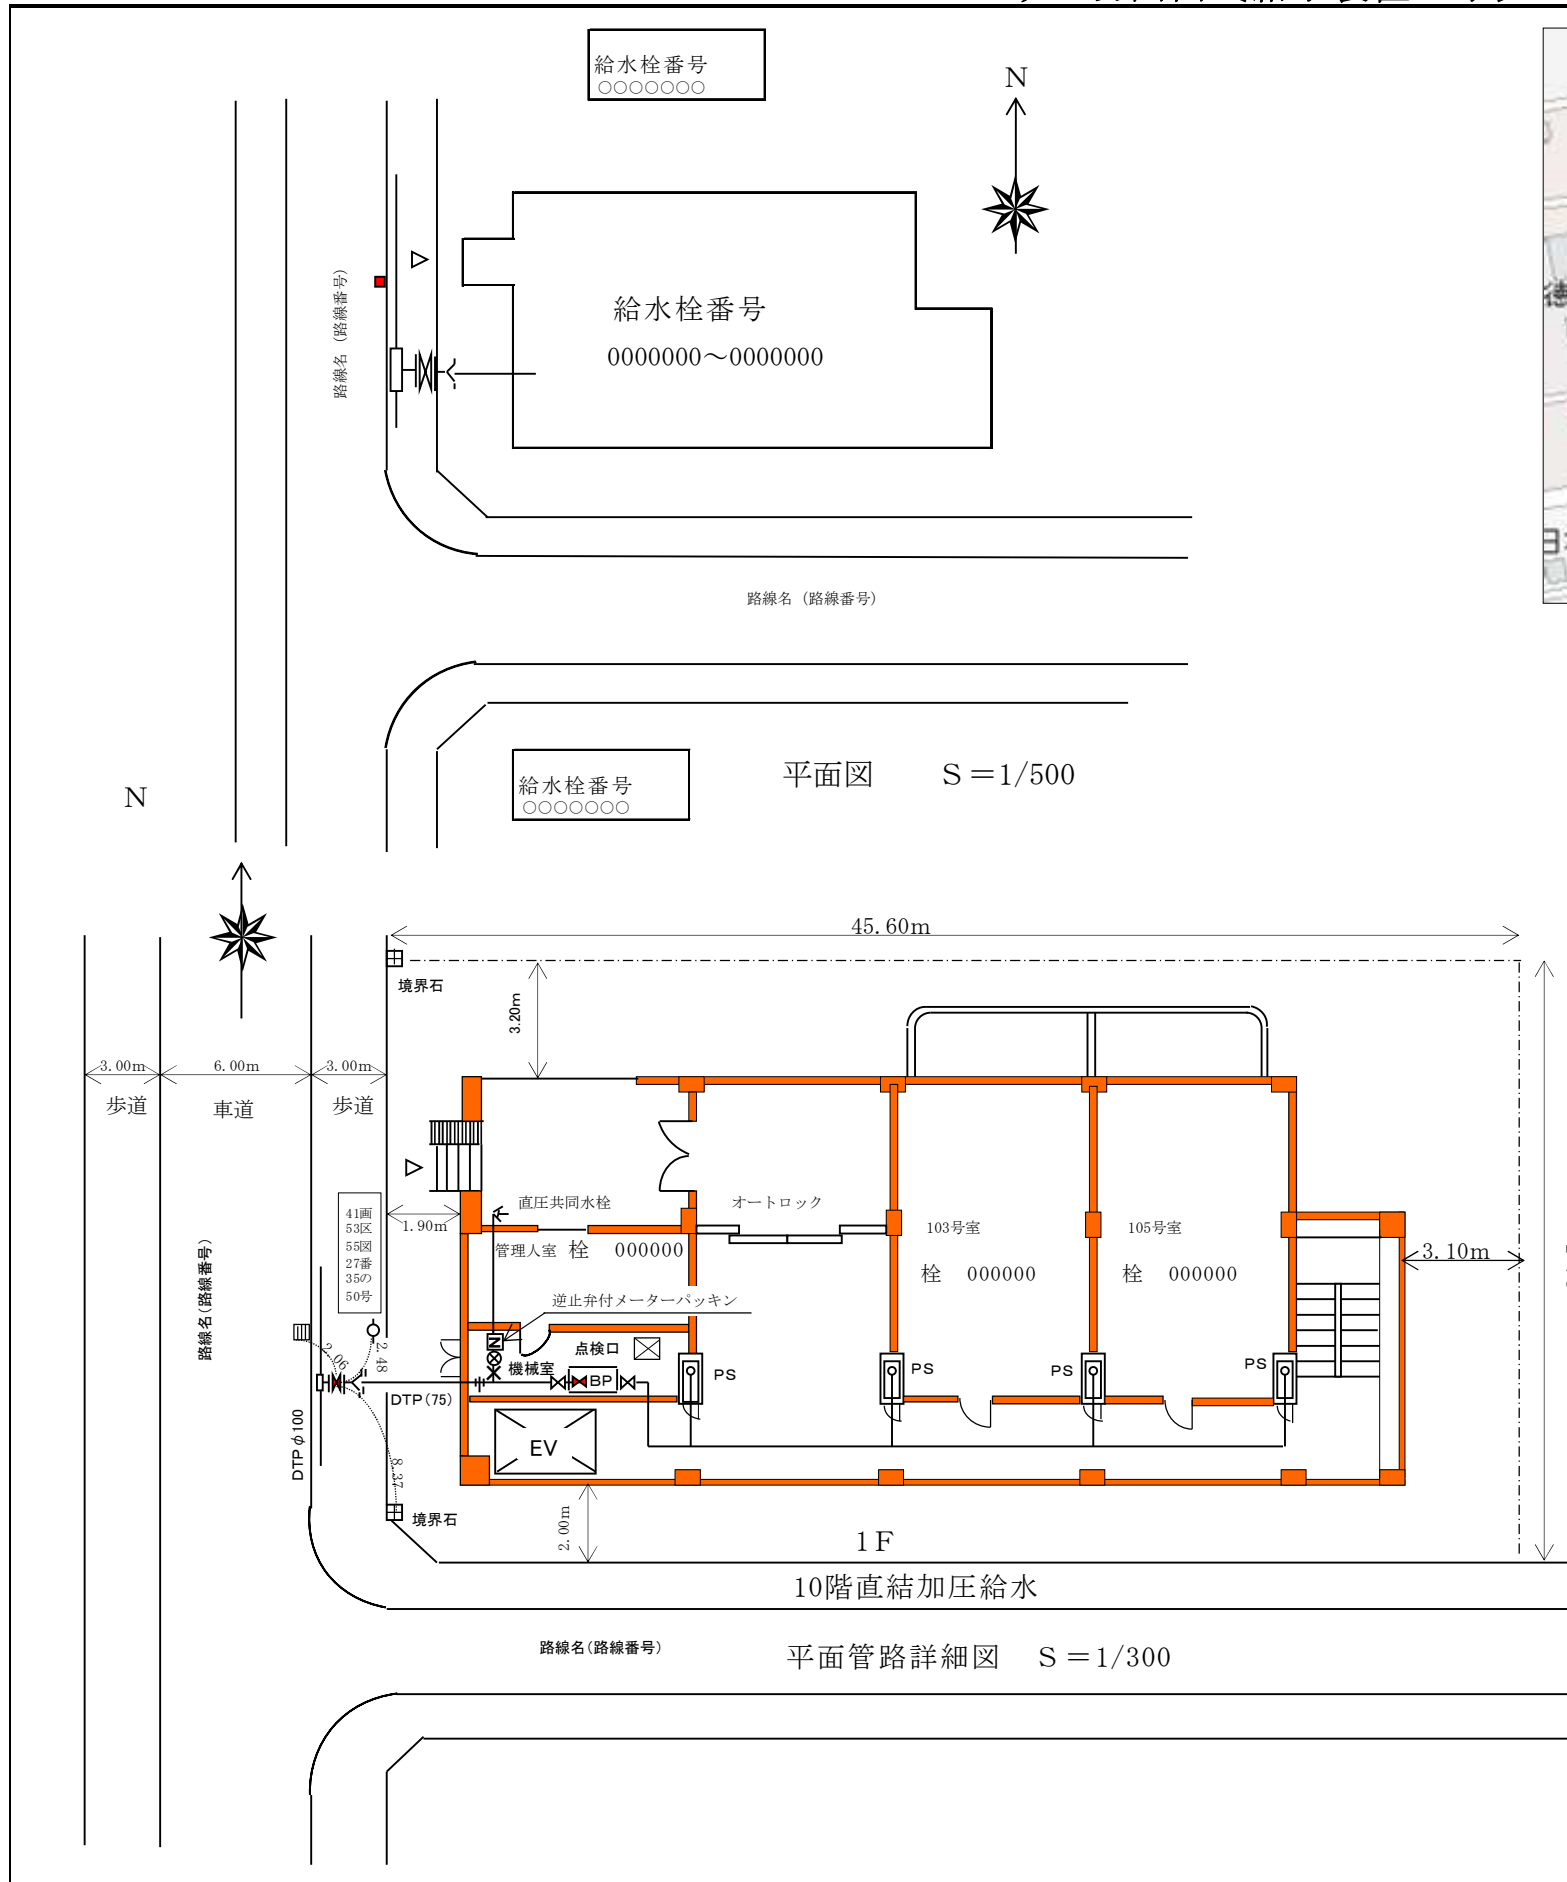 給水栓番号
○○○○○○○
N
路線名（路線番号）
給水栓番号
0000000～0000000
路線名（路線番号）
給水栓番号
○○○○○○○
平面図　S＝1/500
N
45.60m
境界石
3.20m
3.00m
6.00m
3.00m
歩道
車道
歩道
41画
53区
55図
27番
35の
50号
1.90m
直圧共同水栓
オートロック
管理人室 栓 000000
103号室
栓 000000
105号室
栓 000000
3.10m
逆止弁付メーターパッキン
路線名(路線番号)
2.06
2.48
点検口
機械室
BP
PS
PS
PS
PS
DTP(75)
DTPφ100
8.37
EV
境界石
2.00m
1F
10階直結加圧給水
路線名(路線番号)
平面管路詳細図　S＝1/300